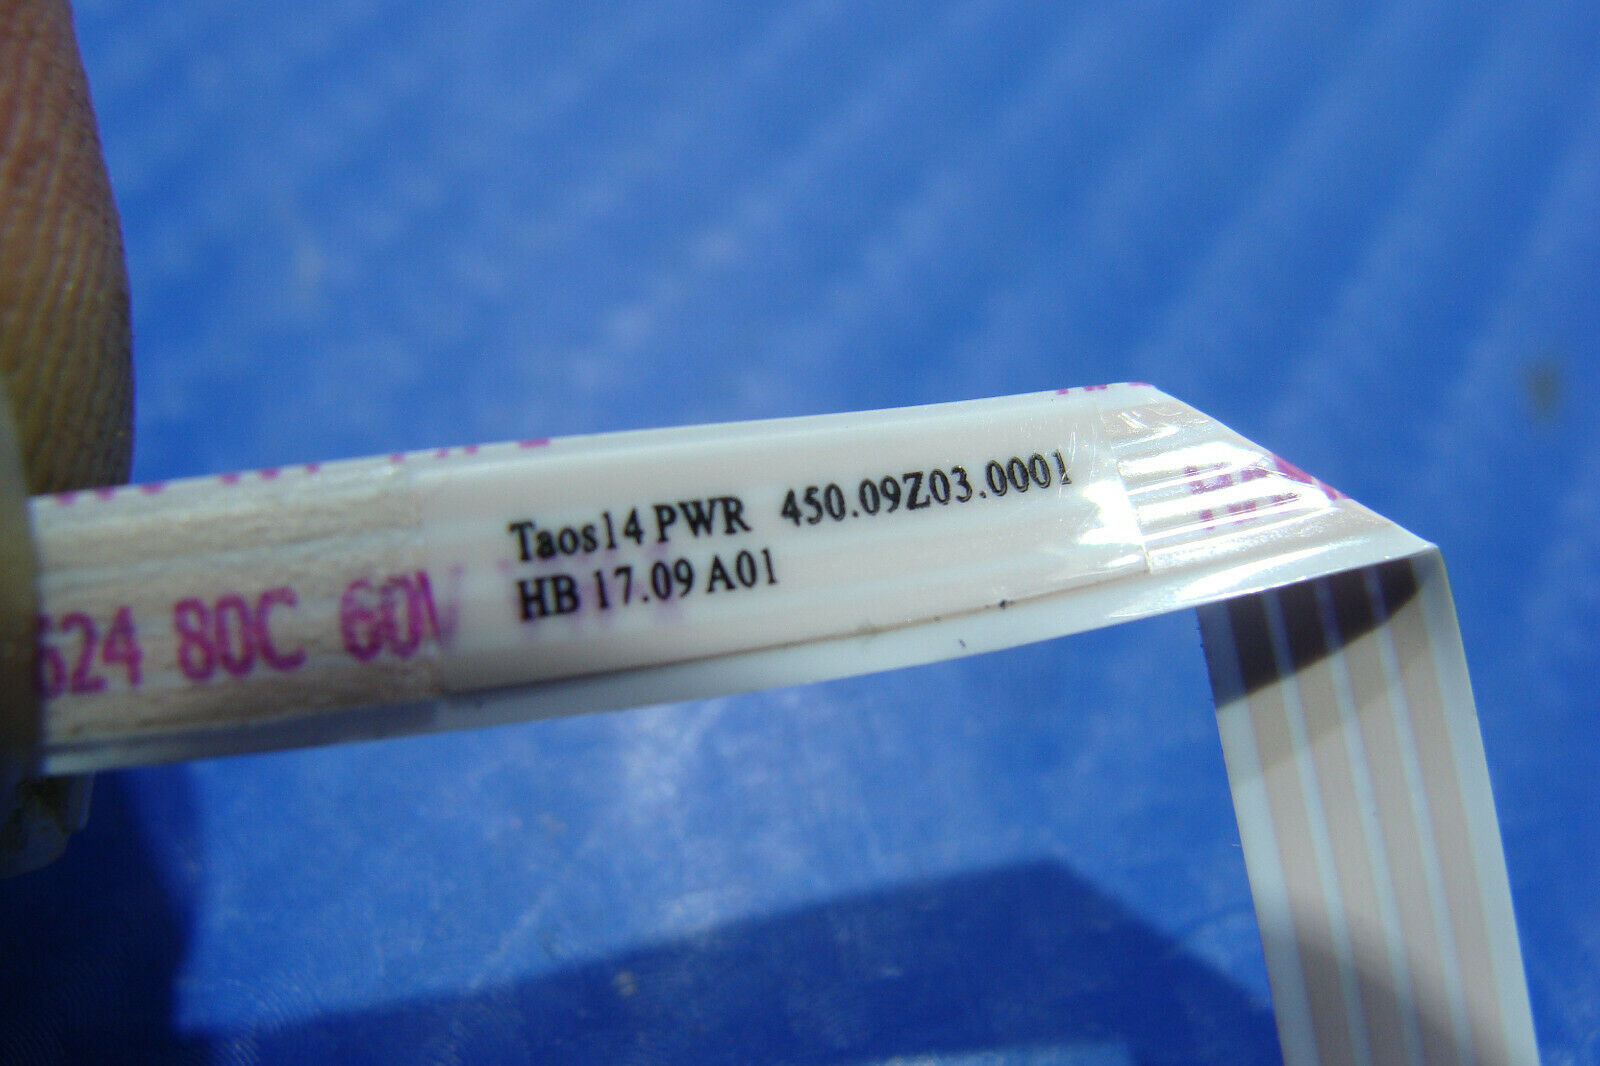 Taos14 PWR 450.09Z03.0001
HB 17.09 A01
624 80C 60V